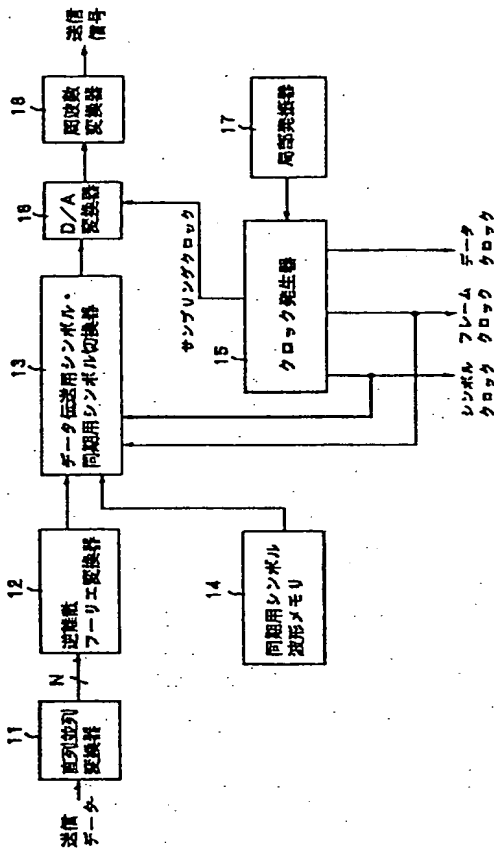 送信
データ
11
直列並列
変換器
N
12
逆離散
フーリエ変換器
13
データ伝送用シンボル・
同期用シンボル切換器
14
同期用シンボル
波形メモリ
16
D/A
変換器
18
周波数
変換器
送信
信号
サンプリングクロック
15
クロック発生器
17
局部発振器
シンボル
クロック
フレーム
クロック
データ
クロック